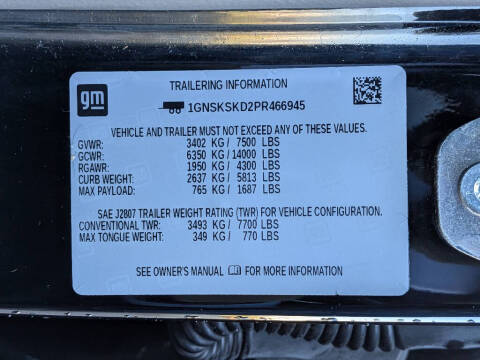 gm
TRAILERING INFORMATION
1GNSKSKD2PR466945
VEHICLE AND TRAILER MUST NOT EXCEED ANY OF THESE VALUES.
GVWR: 3402 KG / 7500 LBS
GCWR: 6350 KG / 14000 LBS
RGAWR: 1950 KG / 4300 LBS
CURB WEIGHT: 2637 KG / 5813 LBS
MAX PAYLOAD: 765 KG / 1687 LBS
SAE J2807 TRAILER WEIGHT RATING (TWR) FOR VEHICLE CONFIGURATION.
CONVENTIONAL TWR: 3493 KG / 7700 LBS
MAX TONGUE WEIGHT: 349 KG / 770 LBS
SEE OWNER'S MANUAL FOR MORE INFORMATION